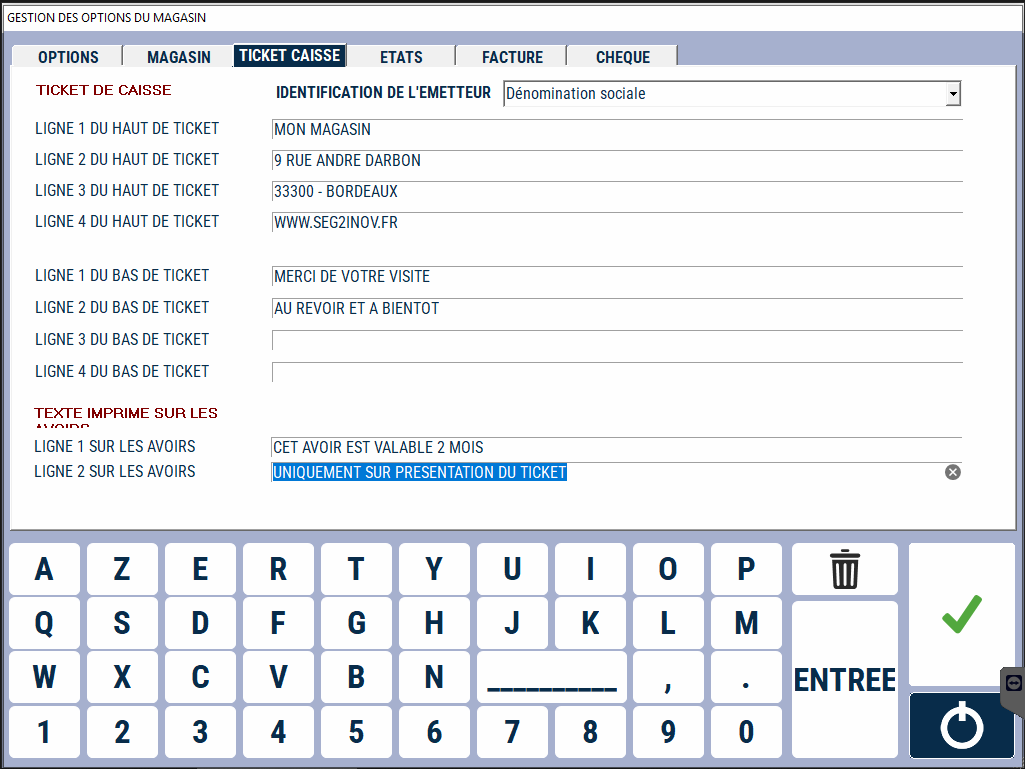 GESTION DES OPTIONS DU MAGASIN
OPTIONS MAGASIN TICKET CAISSE ETATS FACTURE CHEQUE
TICKET DE CAISSE IDENTIFICATION DE L'EMETTEUR Dénomination sociale
LIGNE 1 DU HAUT DE TICKET MON MAGASIN
LIGNE 2 DU HAUT DE TICKET 9 RUE ANDRE DARBON
LIGNE 3 DU HAUT DE TICKET 33300 - BORDEAUX
LIGNE 4 DU HAUT DE TICKET WWW.SEG2INOV.FR
LIGNE 1 DU BAS DE TICKET MERCI DE VOTRE VISITE
LIGNE 2 DU BAS DE TICKET AU REVOIR ET A BIENTOT
LIGNE 3 DU BAS DE TICKET
LIGNE 4 DU BAS DE TICKET
TEXTE IMPRIME SUR LES
AVOIRS
LIGNE 1 SUR LES AVOIRS CET AVOIR EST VALABLE 2 MOIS
LIGNE 2 SUR LES AVOIRS UNIQUEMENT SUR PRESENTATION DU TICKET
A Z E R T Y U I O P
Q S D F G H J K L M
W X C V B N __________ , . ENTREE
1 2 3 4 5 6 7 8 9 0